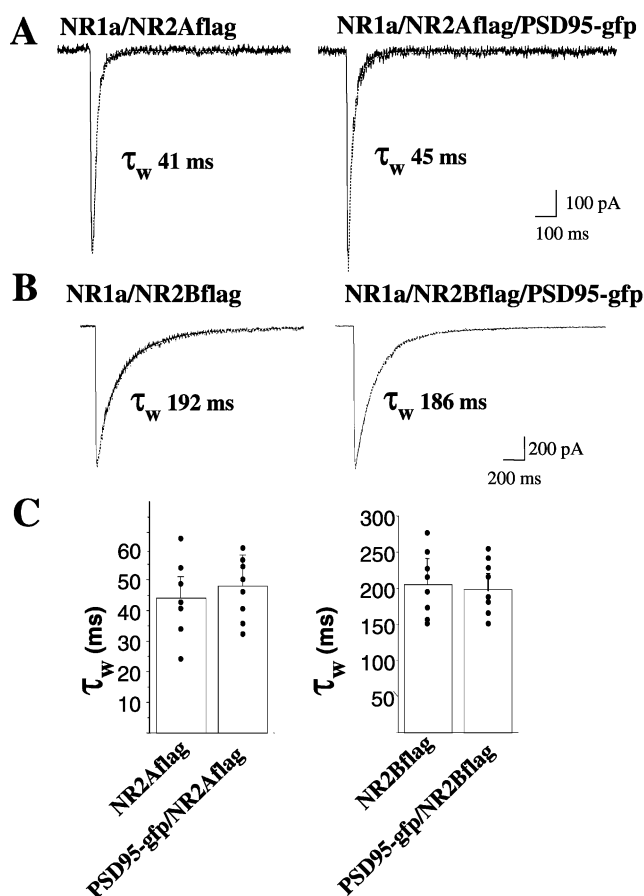 A
NR1a/NR2Aflag
NR1a/NR2Aflag/PSD95-gfp
τw 41 ms
τw 45 ms
100 pA
100 ms
B
NR1a/NR2Bflag
NR1a/NR2Bflag/PSD95-gfp
τw 192 ms
τw 186 ms
200 pA
200 ms
C
τw (ms)
60
50
40
30
20
10
NR2Aflag
PSD95-gfp/NR2Aflag
τw (ms)
300
250
200
150
100
50
NR2Bflag
PSD95-gfp/NR2Bflag